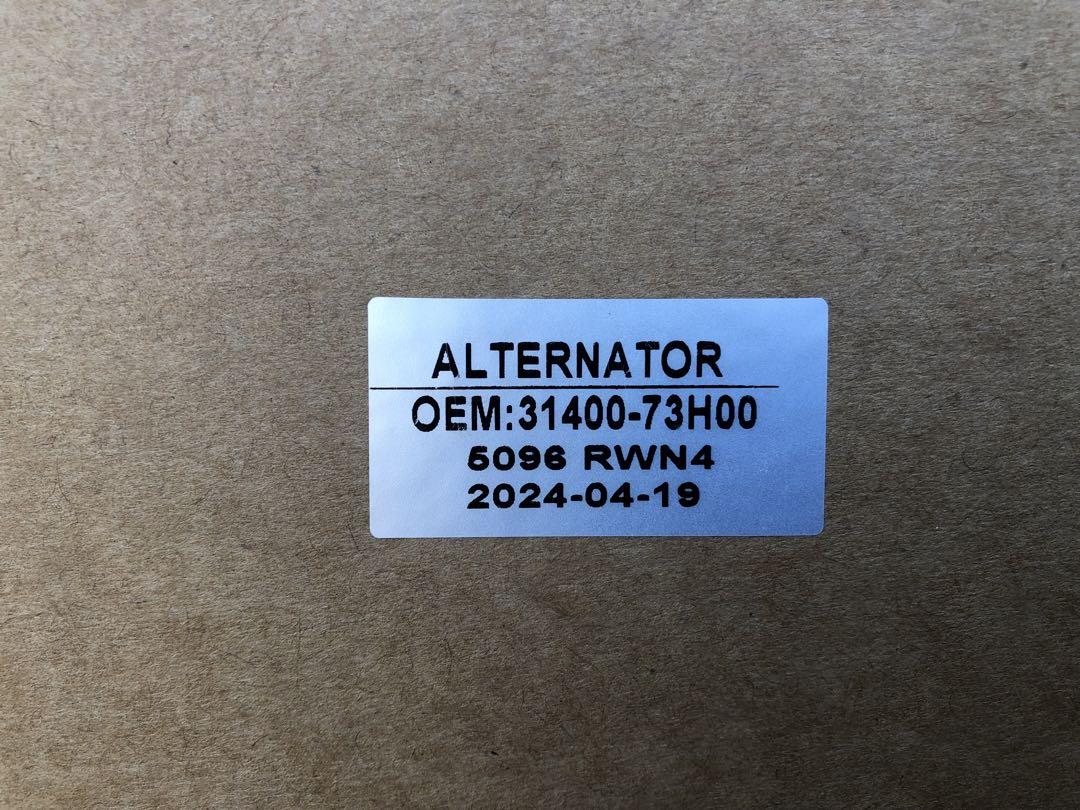 ALTERNATOR
OEM:31400-73H00
5096 RWN4
2024-04-19